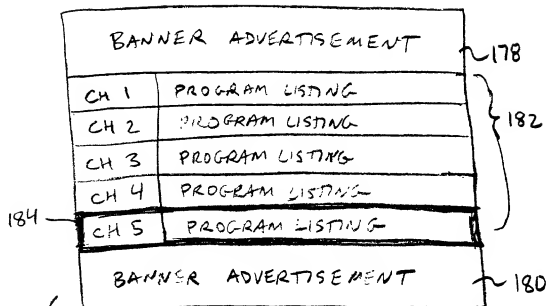 BANNER ADVERTISEMENT
178
CH 1 PROGRAM LISTING
CH 2 PROGRAM LISTING
182
CH 3 PROGRAM LISTING
CH 4 PROGRAM LISTING
184
CH 5 PROGRAM LISTING
BANNER ADVERTISEMENT
180